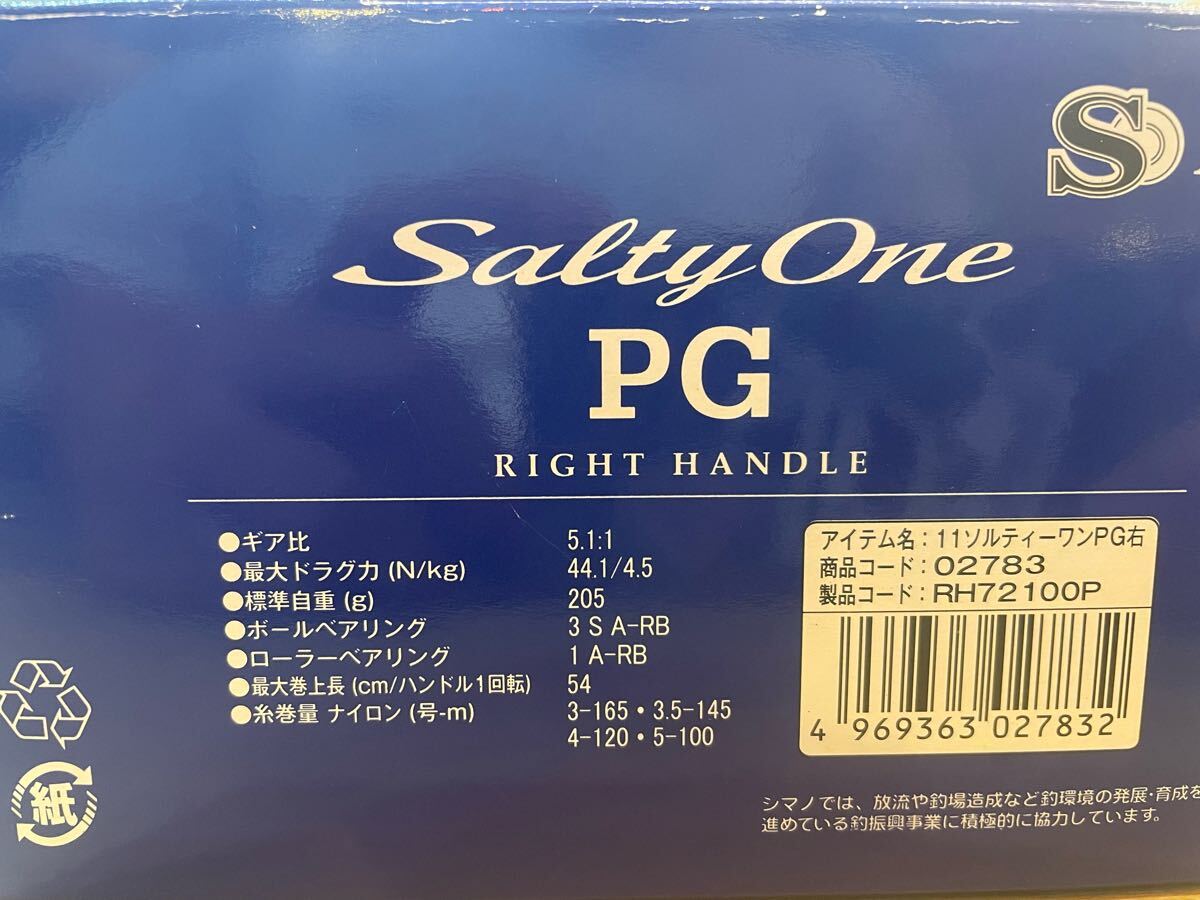 S
Salty One
PG
RIGHT HANDLE
●ギア比 5.1:1
●最大ドラグ力 (N/kg) 44.1/4.5
●標準自重 (g) 205
●ボールベアリング 3 S A-RB
●ローラーベアリング 1 A-RB
●最大巻上長 (cm/ハンドル1回転) 54
●糸巻量 ナイロン (号-m) 3-165・3.5-145
4-120・5-100
アイテム名：11ソルティーワンPG右
商品コード：02783
製品コード：RH72100P
4 969363 027832
紙
シマノでは、放流や釣場造成など釣環境の発展・育成を
進めている釣振興事業に積極的に協力しています。